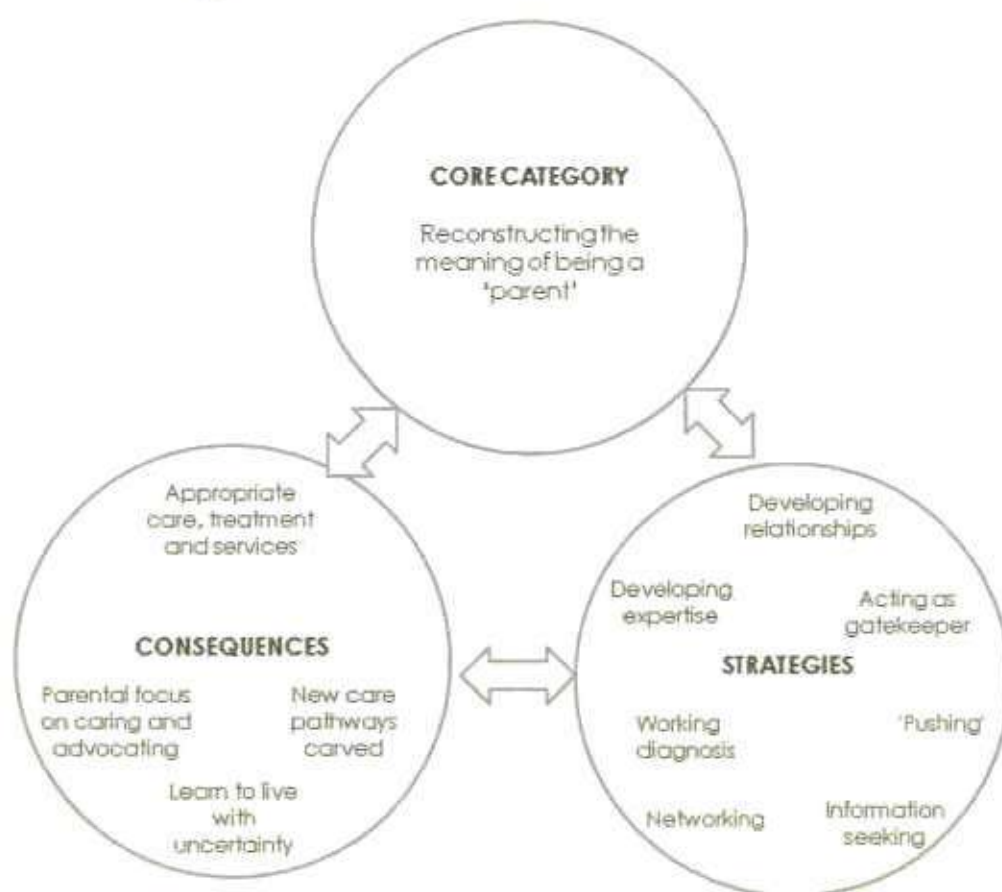 CORE CATEGORY
Reconstructing the
meaning of being a
'parent'
Appropriate
care, treatment
and services
CONSEQUENCES
Parental focus
on caring and
advocating
New care
pathways
carved
Learn to live
with
uncertainty
Developing
relationships
Developing
expertise
Acting as
gatekeeper
STRATEGIES
Working
diagnosis
'Pushing'
Networking
Information
seeking